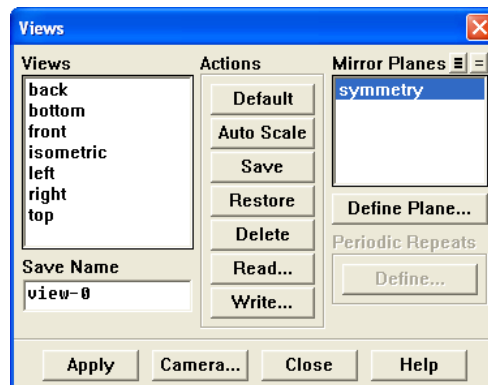 Views
Views
back
bottom
front
isometric
left
right
top
Save Name
view-0
Actions
Default
Auto Scale
Save
Restore
Delete
Read...
Write...
Mirror Planes
symmetry
Define Plane...
Periodic Repeats
Define...
Apply
Camera...
Close
Help